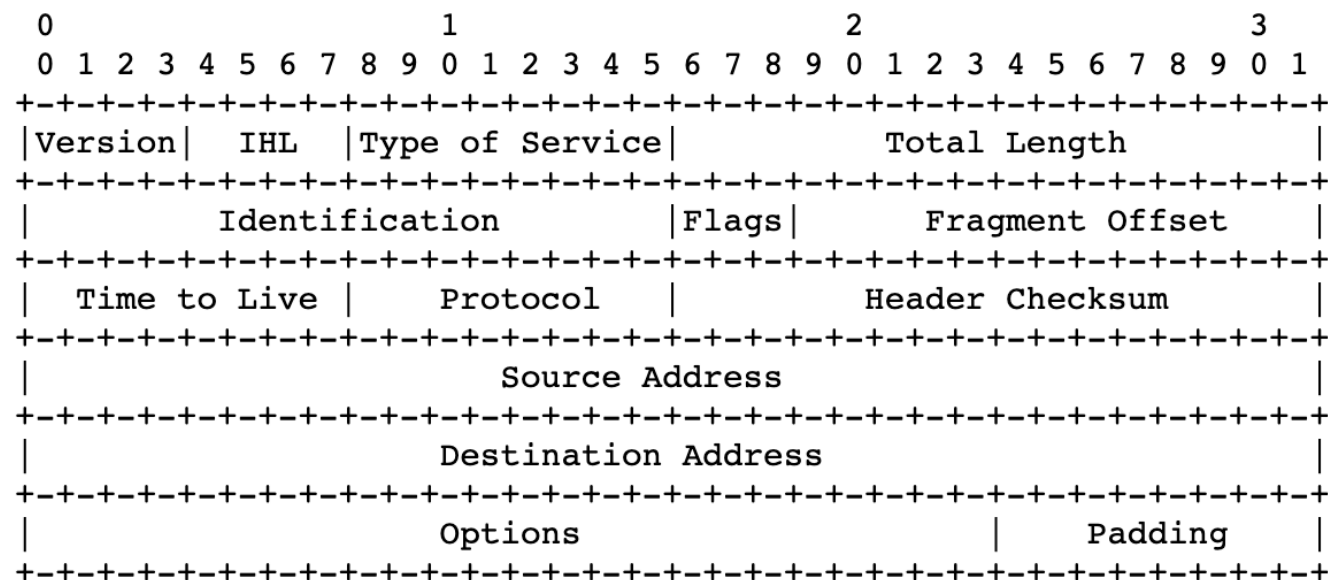 0                   1                   2                   3
 0 1 2 3 4 5 6 7 8 9 0 1 2 3 4 5 6 7 8 9 0 1 2 3 4 5 6 7 8 9 0 1
+-+-+-+-+-+-+-+-+-+-+-+-+-+-+-+-+-+-+-+-+-+-+-+-+-+-+-+-+-+-+-+-+
|Version|  IHL  |Type of Service|          Total Length         |
+-+-+-+-+-+-+-+-+-+-+-+-+-+-+-+-+-+-+-+-+-+-+-+-+-+-+-+-+-+-+-+-+
|         Identification        |Flags|      Fragment Offset    |
+-+-+-+-+-+-+-+-+-+-+-+-+-+-+-+-+-+-+-+-+-+-+-+-+-+-+-+-+-+-+-+-+
|  Time to Live |    Protocol   |         Header Checksum       |
+-+-+-+-+-+-+-+-+-+-+-+-+-+-+-+-+-+-+-+-+-+-+-+-+-+-+-+-+-+-+-+-+
|                       Source Address                          |
+-+-+-+-+-+-+-+-+-+-+-+-+-+-+-+-+-+-+-+-+-+-+-+-+-+-+-+-+-+-+-+-+
|                    Destination Address                        |
+-+-+-+-+-+-+-+-+-+-+-+-+-+-+-+-+-+-+-+-+-+-+-+-+-+-+-+-+-+-+-+-+
|                    Options                    |    Padding    |
+-+-+-+-+-+-+-+-+-+-+-+-+-+-+-+-+-+-+-+-+-+-+-+-+-+-+-+-+-+-+-+-+